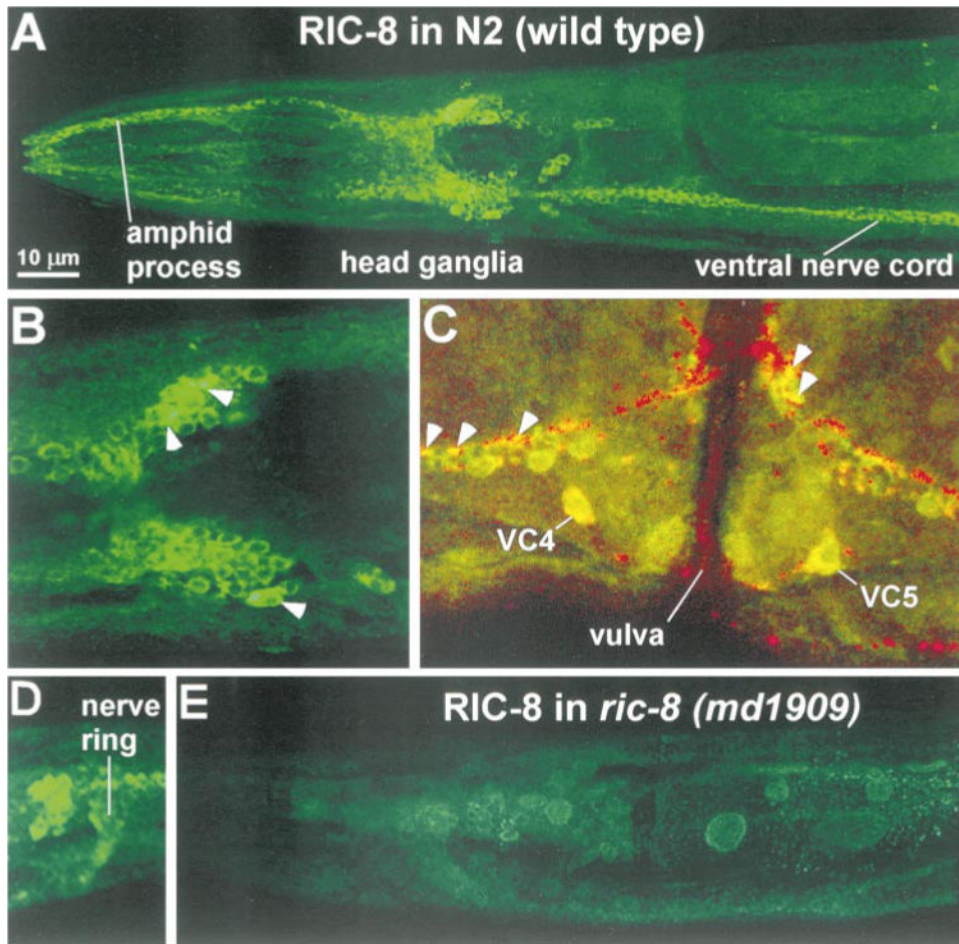 A
RIC-8 in N2 (wild type)
amphid
process
10 µm
head ganglia
ventral nerve cord
B
C
VC4
VC5
vulva
D
nerve
ring
E
RIC-8 in ric-8 (md1909)